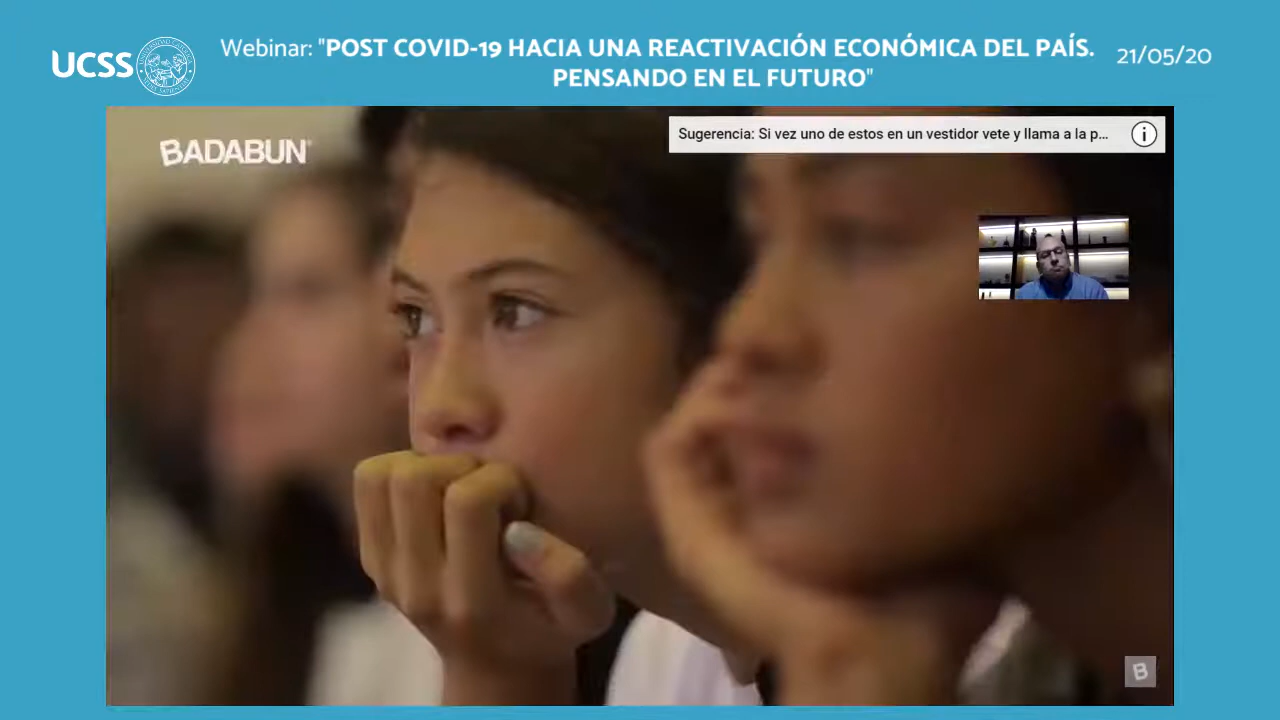 UCSS
Webinar: "POST COVID-19 HACIA UNA REACTIVACIÓN ECONÓMICA DEL PAÍS.
PENSANDO EN EL FUTURO"
21/05/20
BADABUN
Sugerencia: Si vez uno de estos en un vestidor vete y llama a la p...
B